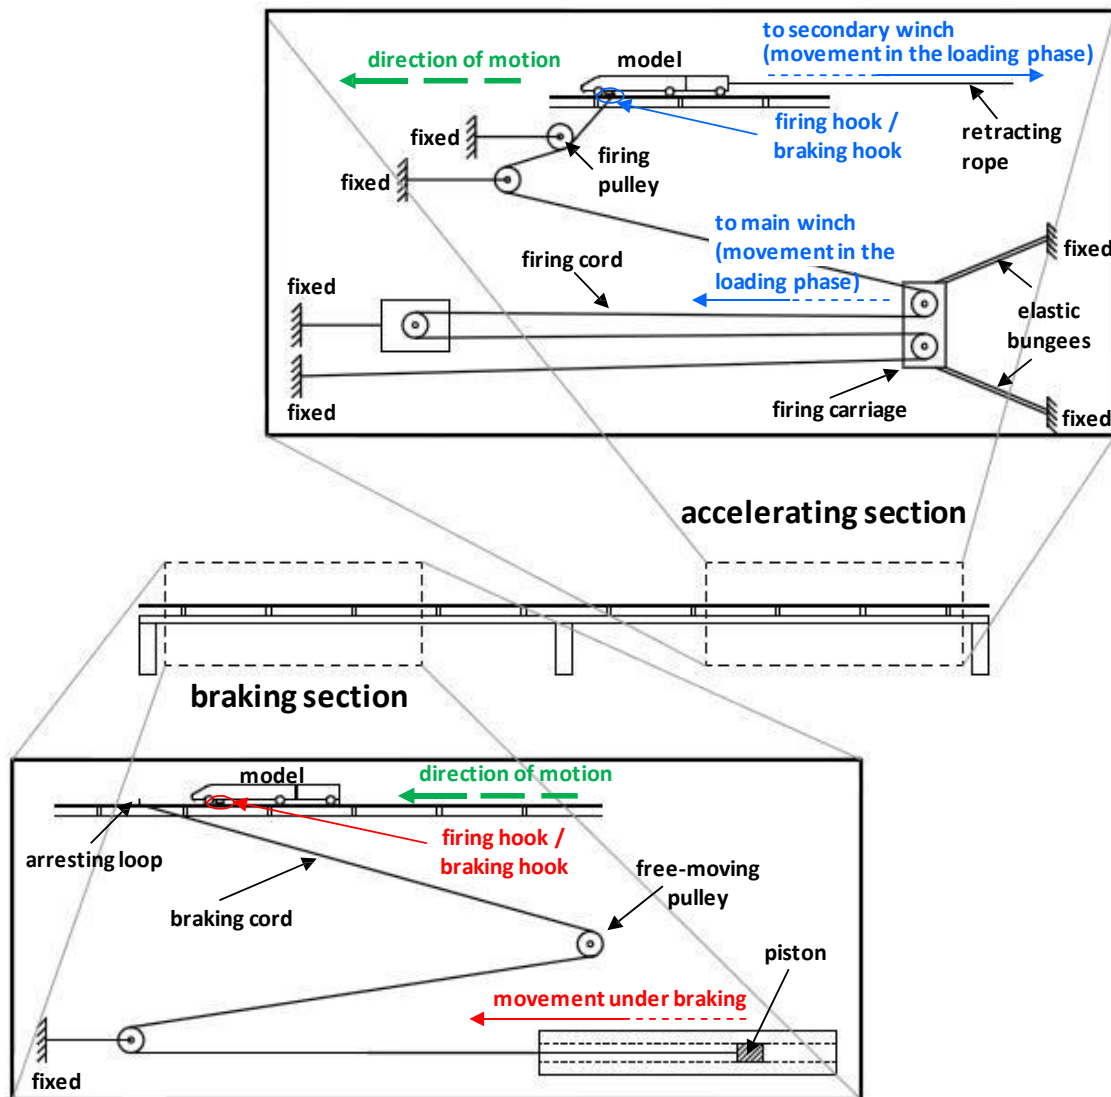 to secondary winch
(movement in the loading phase)
direction of motion
model
fixed
firing
pulley
firing hook /
braking hook
retracting
rope
fixed
to main winch
(movement in the
loading phase)
fixed
firing cord
fixed
elastic
bungees
fixed
firing carriage
fixed
accelerating section
braking section
model
direction of motion
arresting loop
firing hook /
braking hook
free-moving
pulley
braking cord
piston
movement under braking
fixed